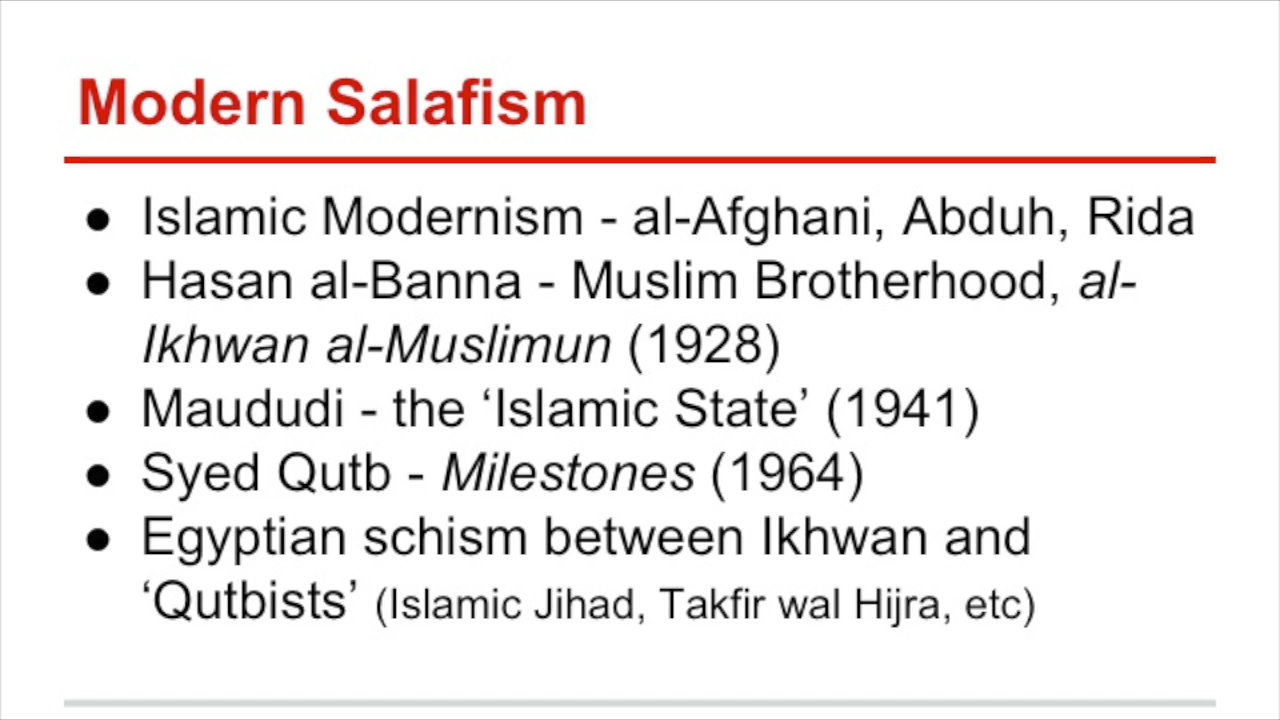 Modern Salafism
● Islamic Modernism - al-Afghani, Abduh, Rida
● Hasan al-Banna - Muslim Brotherhood, al-
Ikhwan al-Muslimun (1928)
● Maududi - the ‘Islamic State’ (1941)
● Syed Qutb - Milestones (1964)
● Egyptian schism between Ikhwan and
‘Qutbists’ (Islamic Jihad, Takfir wal Hijra, etc)